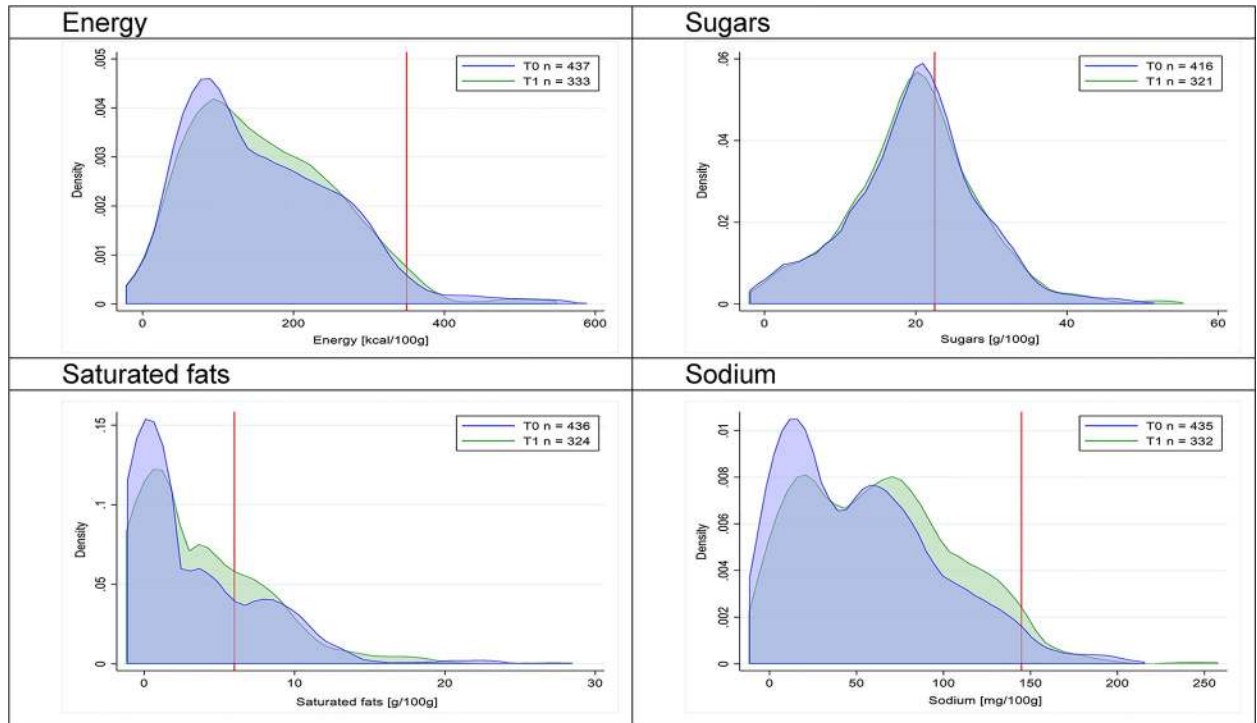 Energy
.005
.004
.003
.002
.001
0
Density
T0 n = 437
T1 n = 333
0
200
400
600
Energy [kcal/100g]
Sugars
.06
.04
.02
0
Density
T0 n = 416
T1 n = 321
0
20
40
60
Sugars [g/100g]
Saturated fats
.15
.1
.05
0
Density
T0 n = 436
T1 n = 324
0
10
20
30
Saturated fats [g/100g]
Sodium
.01
.008
.006
.004
.002
0
Density
T0 n = 435
T1 n = 332
0
50
100
150
200
250
Sodium [mg/100g]